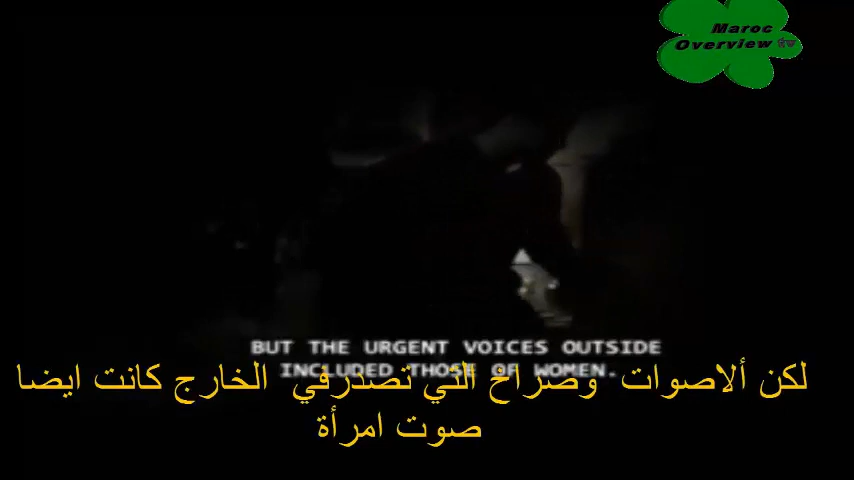 Maroc
Overview TV
BUT THE URGENT VOICES OUTSIDE
INCLUDED THOSE OF WOMEN.
لكن ألاصوات وصراخ التي تصدرفي الخارج كانت ايضا
صوت امرأة